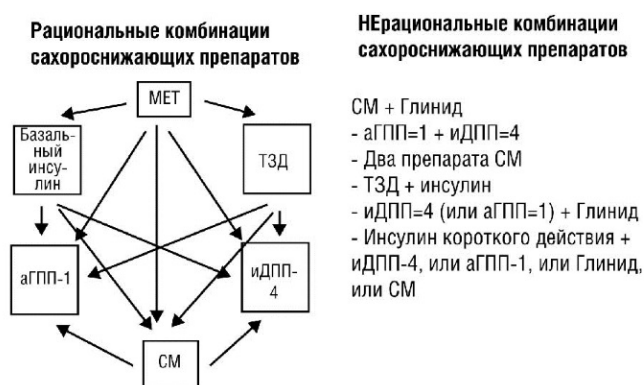 Рациональные комбинации
сахороснижающих препаратов
МЕТ
Базаль-
ный
инсу-
лин
ТЗД
аГПП-1
иДПП-
4
СМ
НЕрациональные комбинации
сахороснижающих препаратов
СМ + Глинид
- аГПП=1 + иДПП=4
- Два препарата СМ
- ТЗД + инсулин
- иДПП=4 (или аГПП=1) + Глинид
- Инсулин короткого действия +
иДПП-4, или аГПП-1, или Глинид,
или СМ